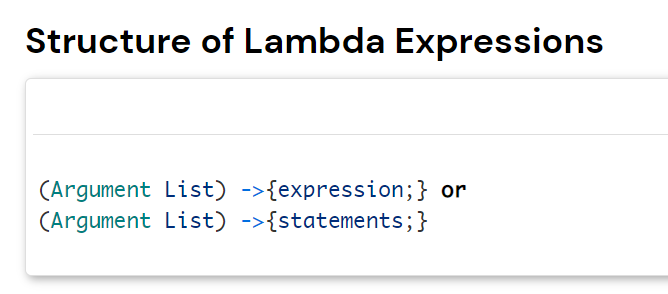 Structure of Lambda Expressions
(Argument List) ->{expression;} or
(Argument List) ->{statements;}